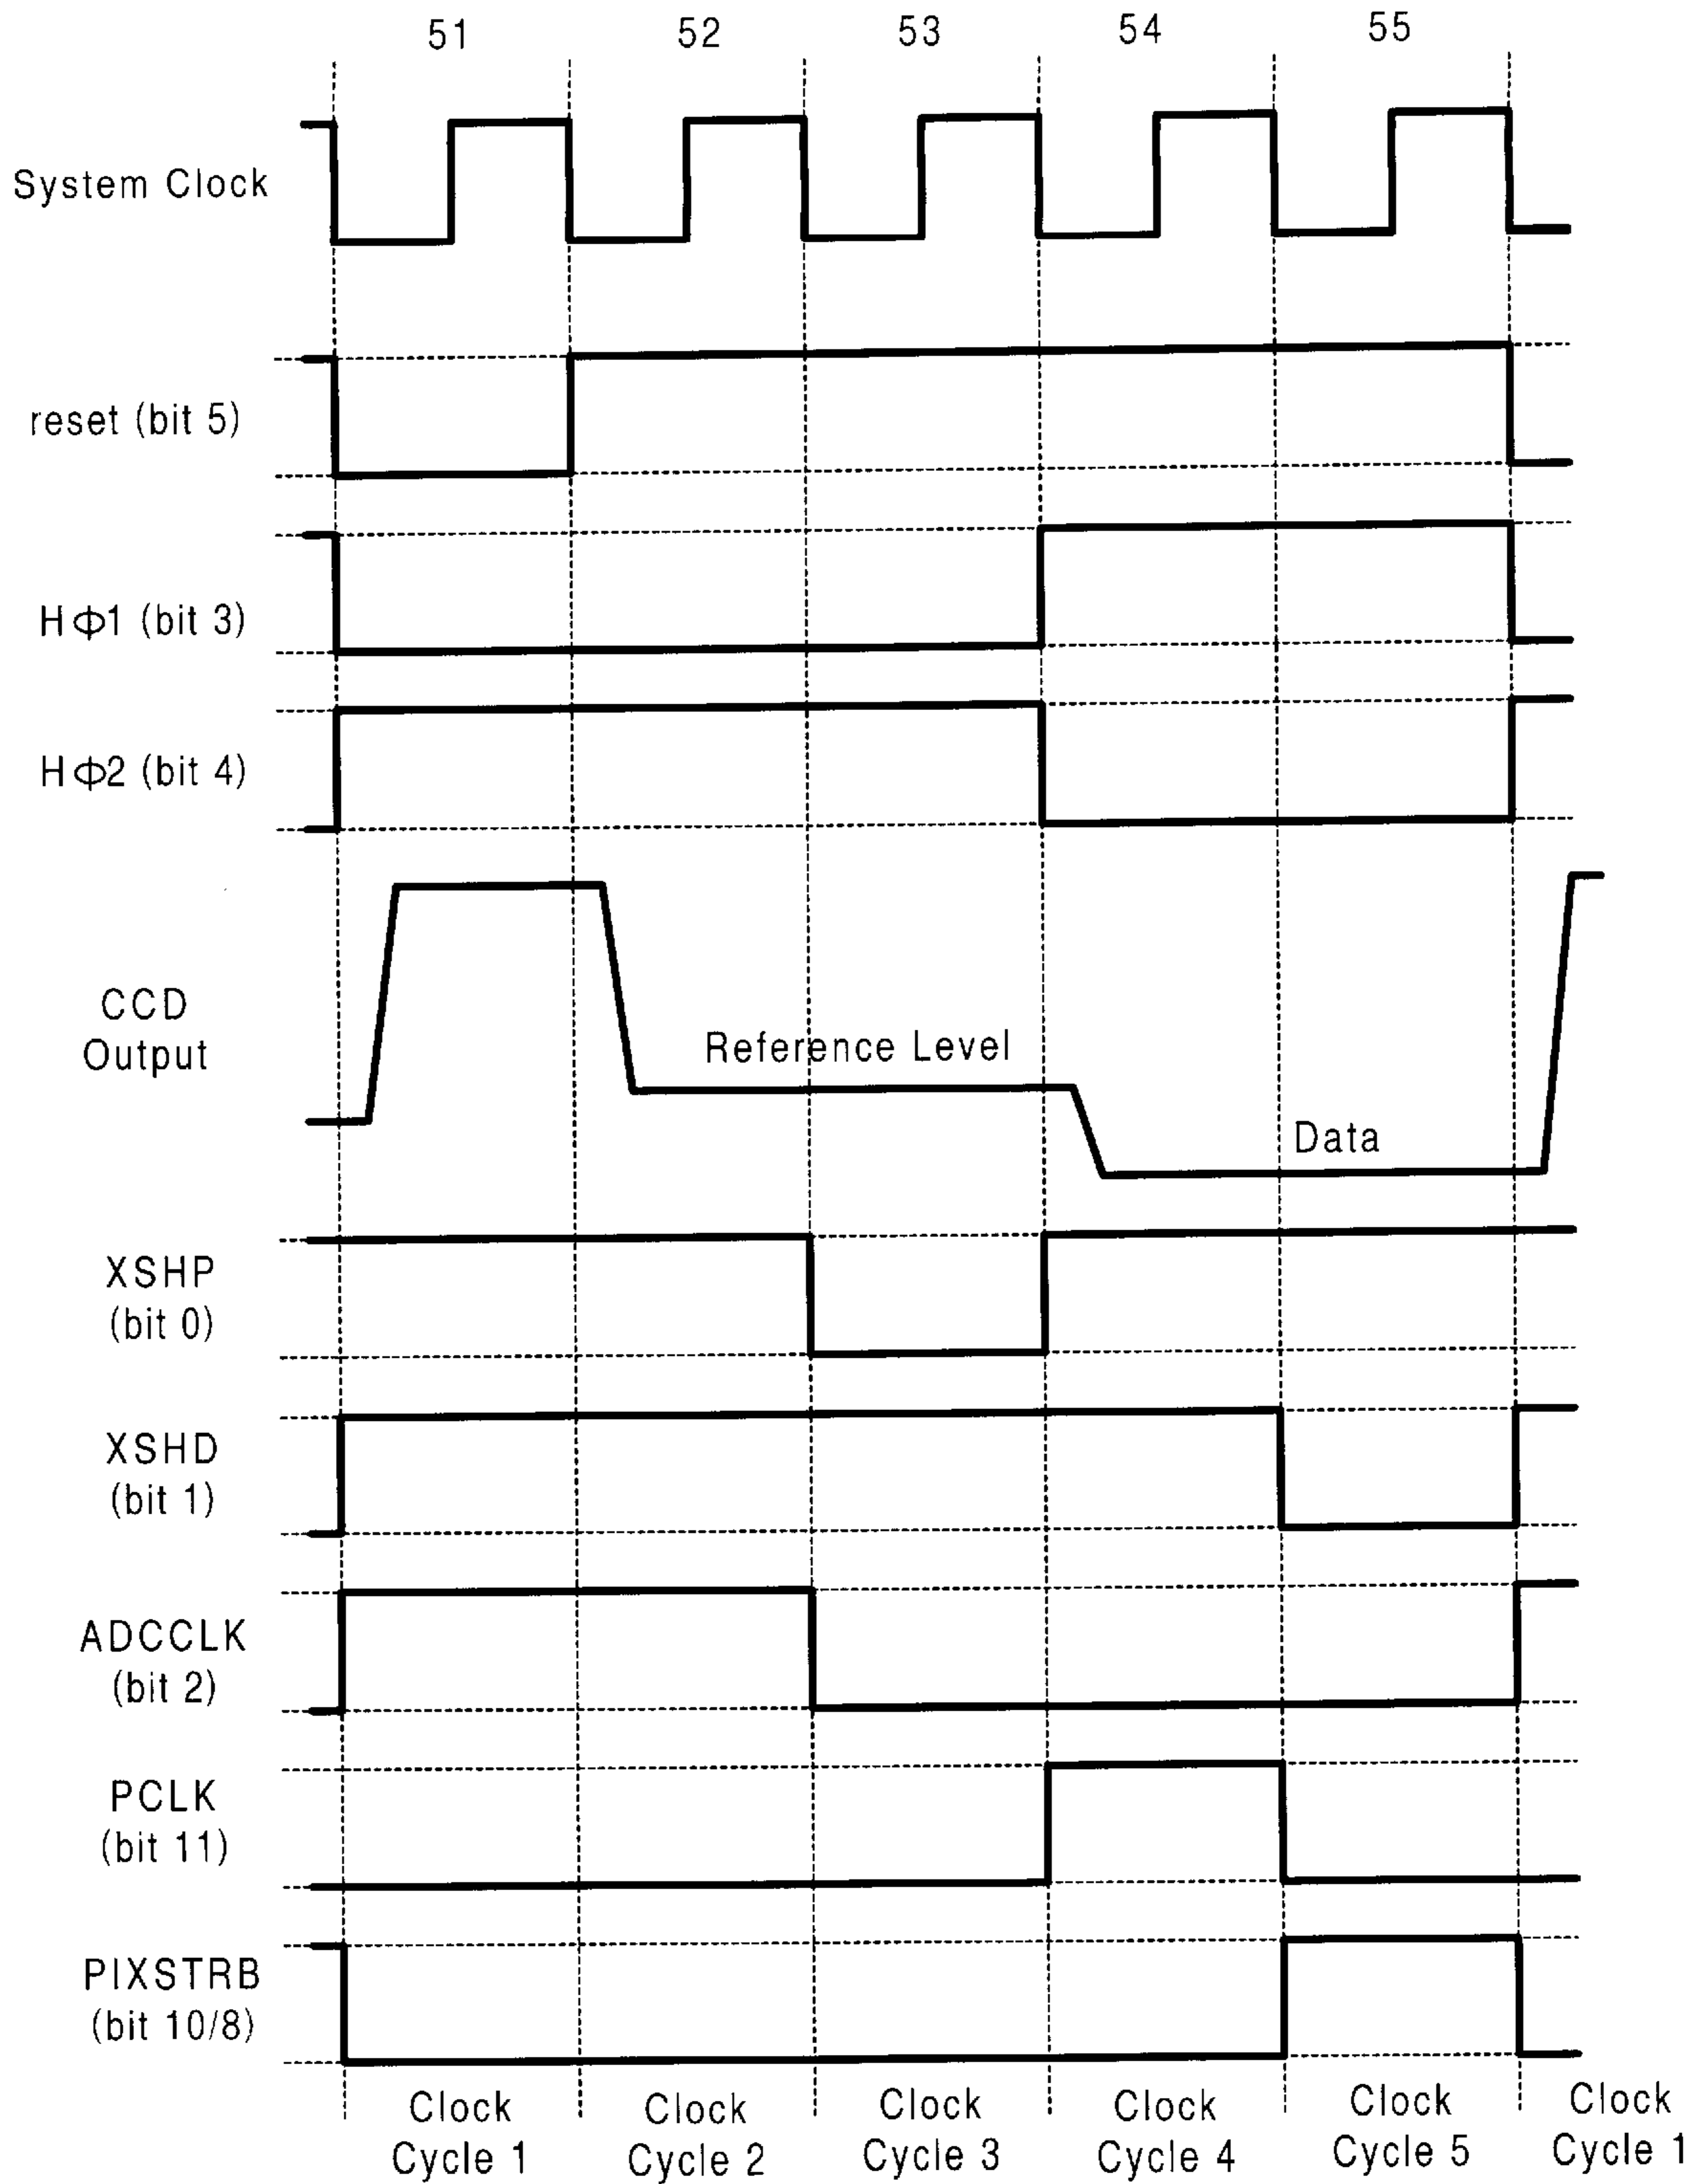 51 52 53 54 55
System Clock
reset (bit 5)
HΦ1 (bit 3)
HΦ2 (bit 4)
CCD
Output
Reference Level
Data
XSHP
(bit 0)
XSHD
(bit 1)
ADCCLK
(bit 2)
PCLK
(bit 11)
PIXSTRB
(bit 10/8)
Clock
Cycle 1
Clock
Cycle 2
Clock
Cycle 3
Clock
Cycle 4
Clock
Cycle 5
Clock
Cycle 1